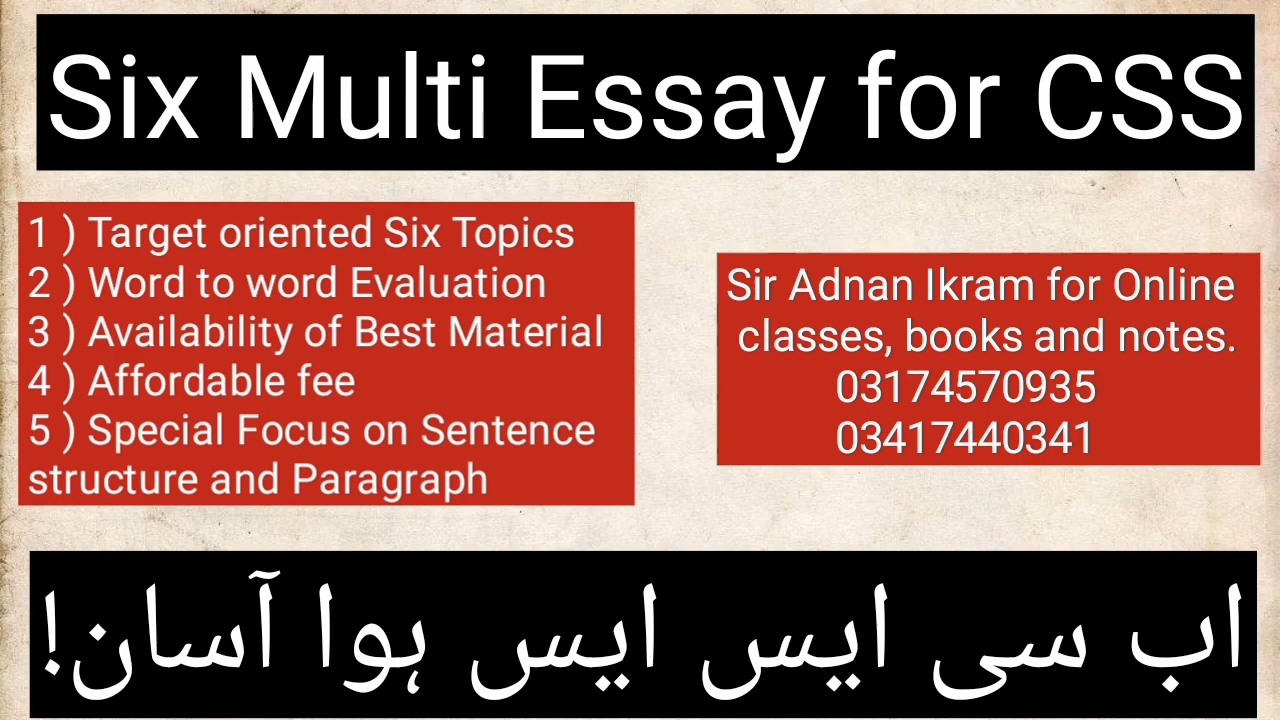 Six Multi Essay for CSS
1 ) Target oriented Six Topics
2 ) Word to word Evaluation
3 ) Availability of Best Material
4 ) Affordable fee
5 ) Special Focus on Sentence
structure and Paragraph
Sir Adnan Ikram for Online
classes, books and notes.
03174570935
03417440341
اب سی ایس ایس ہوا آسان!